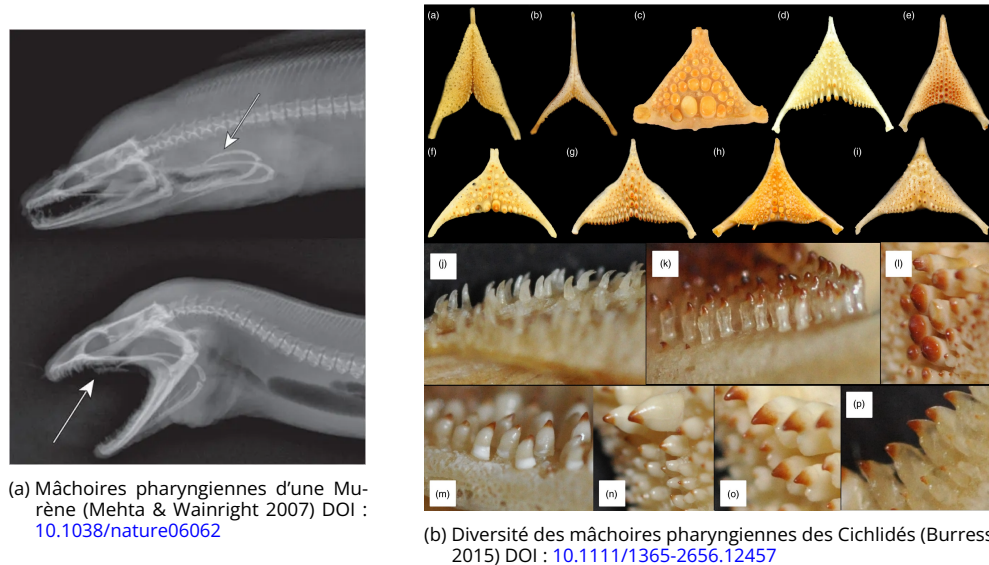 (a) (b) (c) (d) (e)
(f) (g) (h) (i)
(j) (k) (l)
(m) (n) (o) (p)
(a) Mâchoires pharyngiennes d'une Mu-
rène (Mehta & Wainright 2007) DOI :
10.1038/nature06062
(b) Diversité des mâchoires pharyngiennes des Cichlidés (Burress
2015) DOI : 10.1111/1365-2656.12457